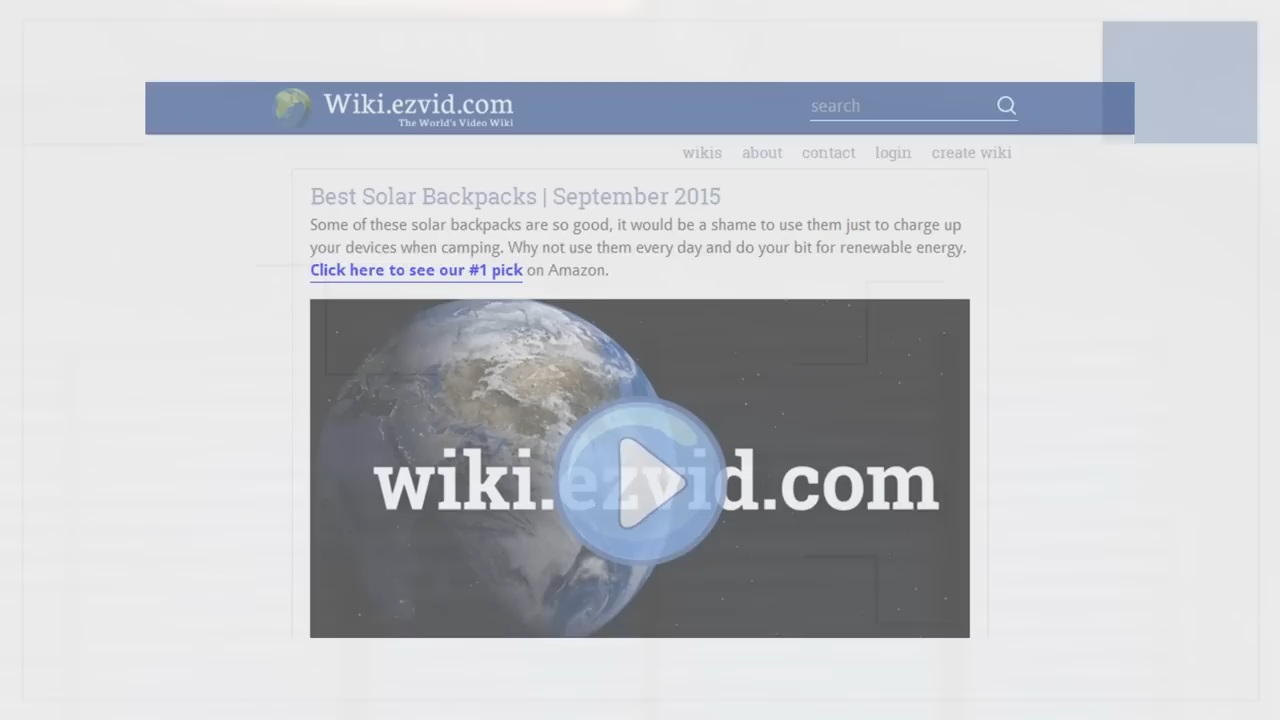 Wiki.ezvid.com
The World's Video Wiki
search
wikis about contact login create wiki
Best Solar Backpacks | September 2015
Some of these solar backpacks are so good, it would be a shame to use them just to charge up
your devices when camping. Why not use them every day and do your bit for renewable energy.
Click here to see our #1 pick on Amazon.
wiki.ezvid.com